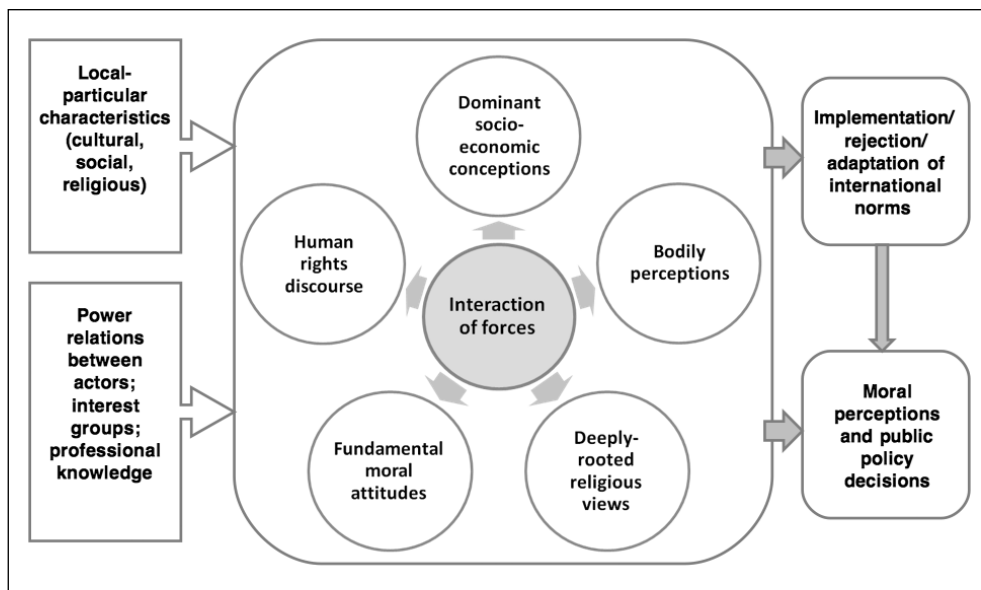 Local-
particular
characteristics
(cultural,
social,
religious)
Power
relations
between
actors;
interest
groups;
professional
knowledge
Dominant
socio-
economic
conceptions
Human
rights
discourse
Bodily
perceptions
Interaction
of forces
Fundamental
moral
attitudes
Deeply-
rooted
religious
views
Implementation/
rejection/
adaptation of
international
norms
Moral
perceptions
and public
policy
decisions